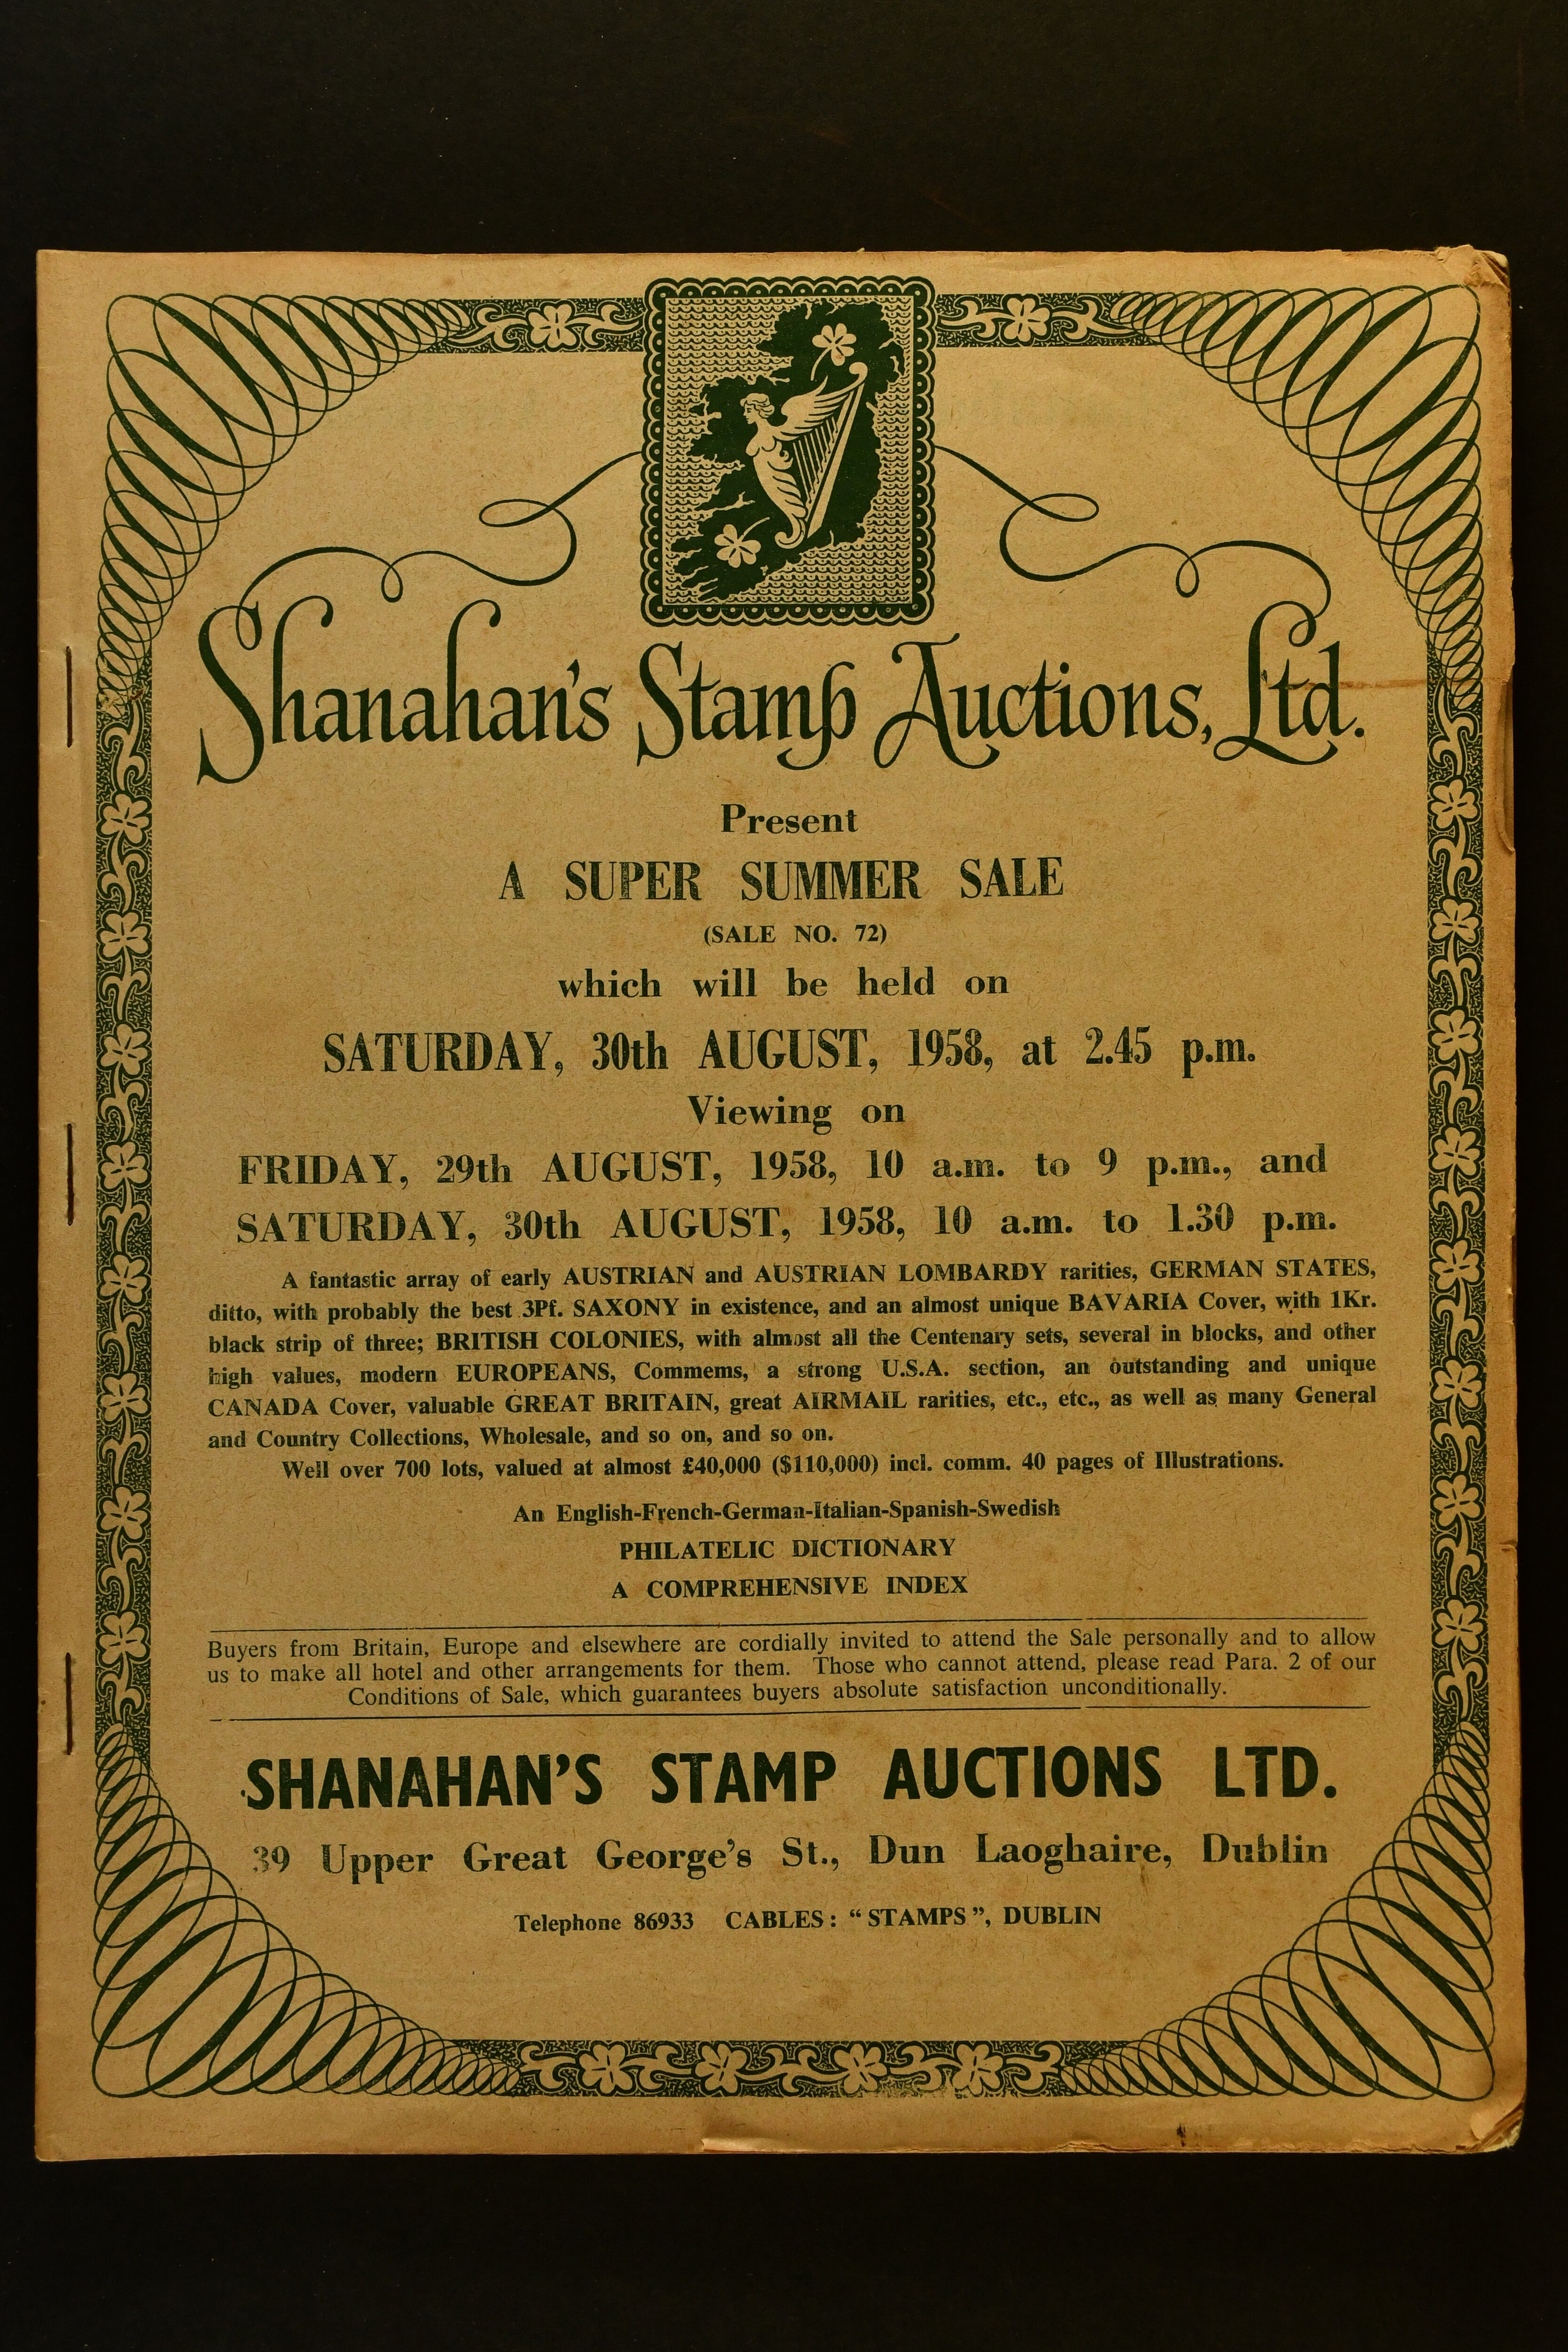 Shanahan's Stamp Auctions, Ltd.
Present
A SUPER SUMMER SALE
(SALE NO. 72)
which will be held on
SATURDAY, 30th AUGUST, 1958, at 2.45 p.m.
Viewing on
FRIDAY, 29th AUGUST, 1958, 10 a.m. to 9 p.m., and
SATURDAY, 30th AUGUST, 1958, 10 a.m. to 1.30 p.m.
A fantastic array of early AUSTRIAN and AUSTRIAN LOMBARDY rarities, GERMAN STATES,
ditto, with probably the best 3Pf. SAXONY in existence, and an almost unique BAVARIA Cover, with 1Kr.
black strip of three; BRITISH COLONIES, with almost all the Centenary sets, several in blocks, and other
high values, modern EUROPEANS, Commems, a strong U.S.A. section, an outstanding and unique
CANADA Cover, valuable GREAT BRITAIN, great AIRMAIL rarities, etc., etc., as well as many General
and Country Collections, Wholesale, and so on, and so on.
Well over 700 lots, valued at almost £40,000 ($110,000) incl. comm. 40 pages of Illustrations.
An English-French-German-Italian-Spanish-Swedish
PHILATELIC DICTIONARY
A COMPREHENSIVE INDEX
Buyers from Britain, Europe and elsewhere are cordially invited to attend the Sale personally and to allow
us to make all hotel and other arrangements for them. Those who cannot attend, please read Para. 2 of our
Conditions of Sale, which guarantees buyers absolute satisfaction unconditionally.
SHANAHAN'S STAMP AUCTIONS LTD.
39 Upper Great George's St., Dun Laoghaire, Dublin
Telephone 86933 CABLES: "STAMPS", DUBLIN